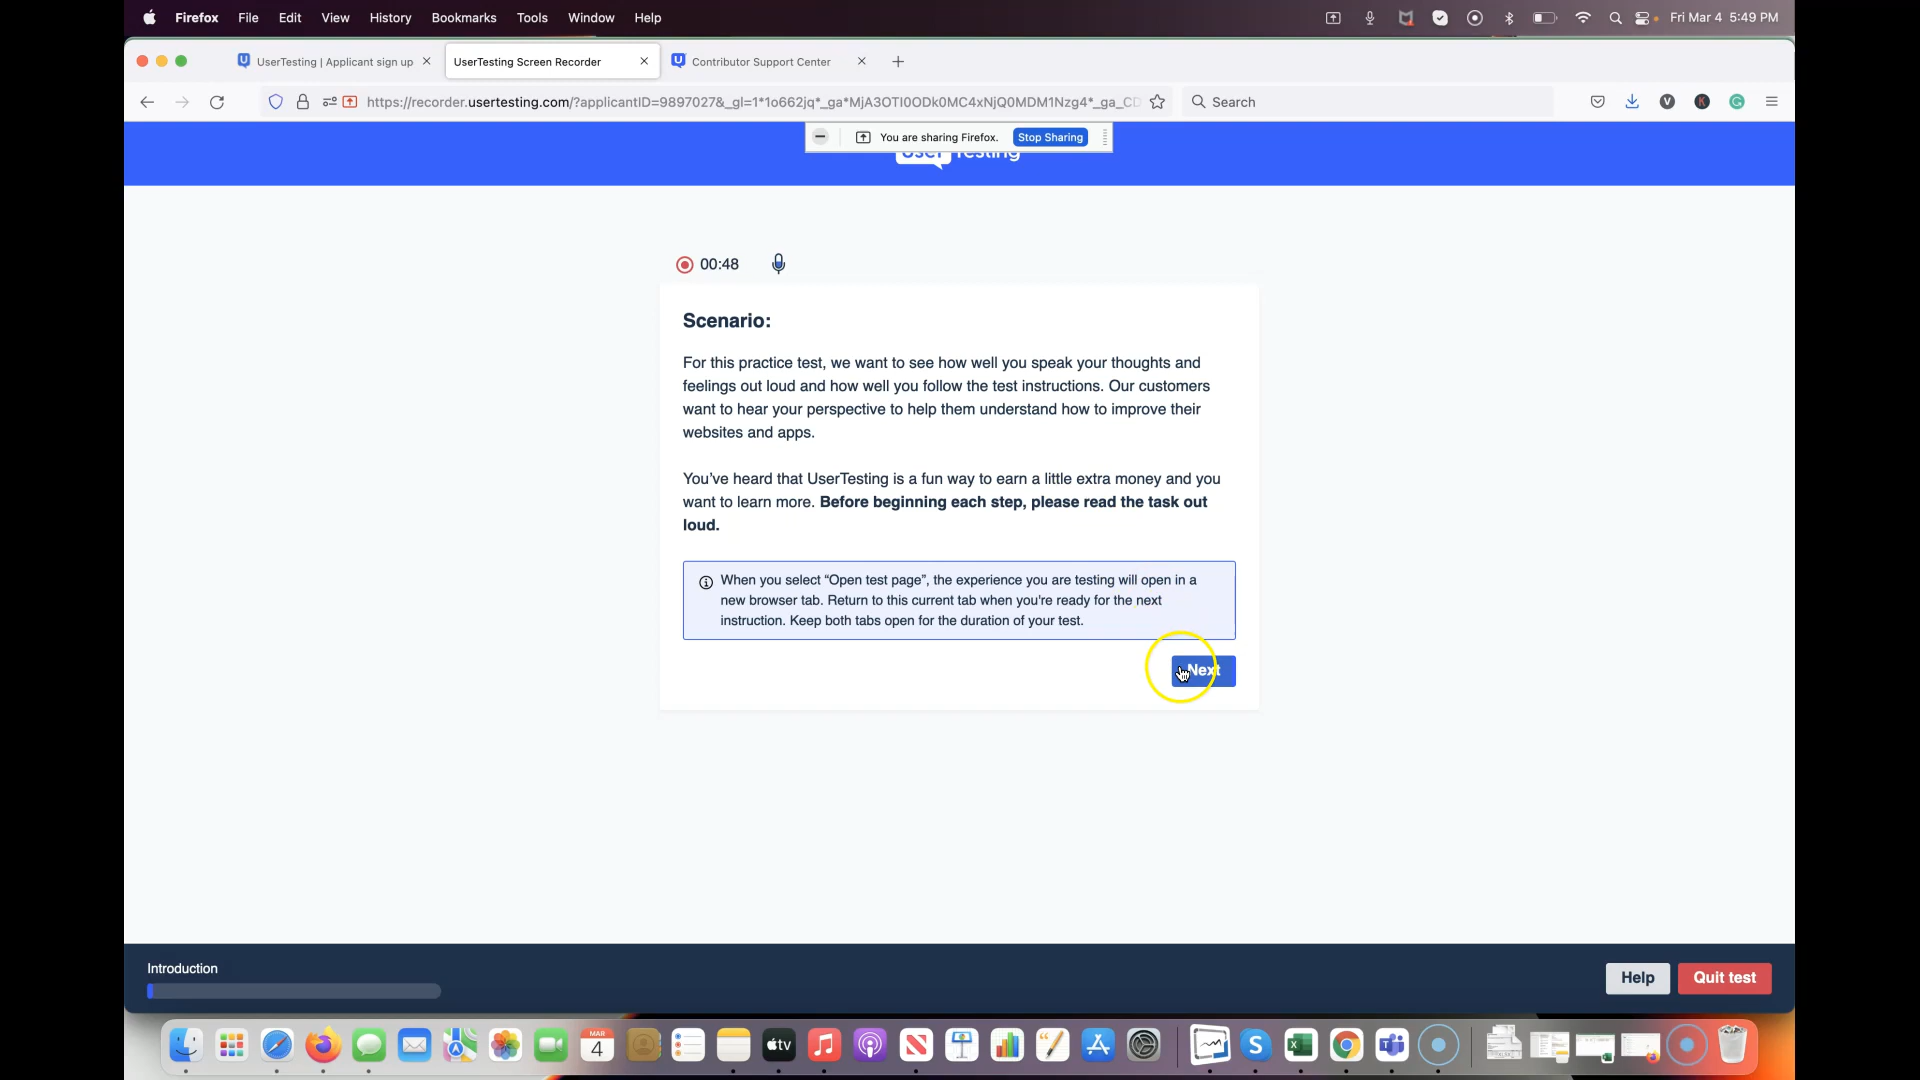 Firefox File Edit View History Bookmarks Tools Window Help Fri Mar 4 5:49 PM
UserTesting | Applicant sign up UserTesting Screen Recorder Contributor Support Center
https://recorder.usertesting.com/?applicantID=9897027&_gl=1*1o662jq*_ga*MjA3OTI0ODk0MC4xNjQ0MDM1Nzg4*_ga_CD Search
You are sharing Firefox. Stop Sharing
User Testing
00:48
Scenario:
For this practice test, we want to see how well you speak your thoughts and
feelings out loud and how well you follow the test instructions. Our customers
want to hear your perspective to help them understand how to improve their
websites and apps.
You've heard that UserTesting is a fun way to earn a little extra money and you
want to learn more. Before beginning each step, please read the task out
loud.
When you select “Open test page”, the experience you are testing will open in a
new browser tab. Return to this current tab when you're ready for the next
instruction. Keep both tabs open for the duration of your test.
Next
Introduction
Help Quit test
MAR
4
tv